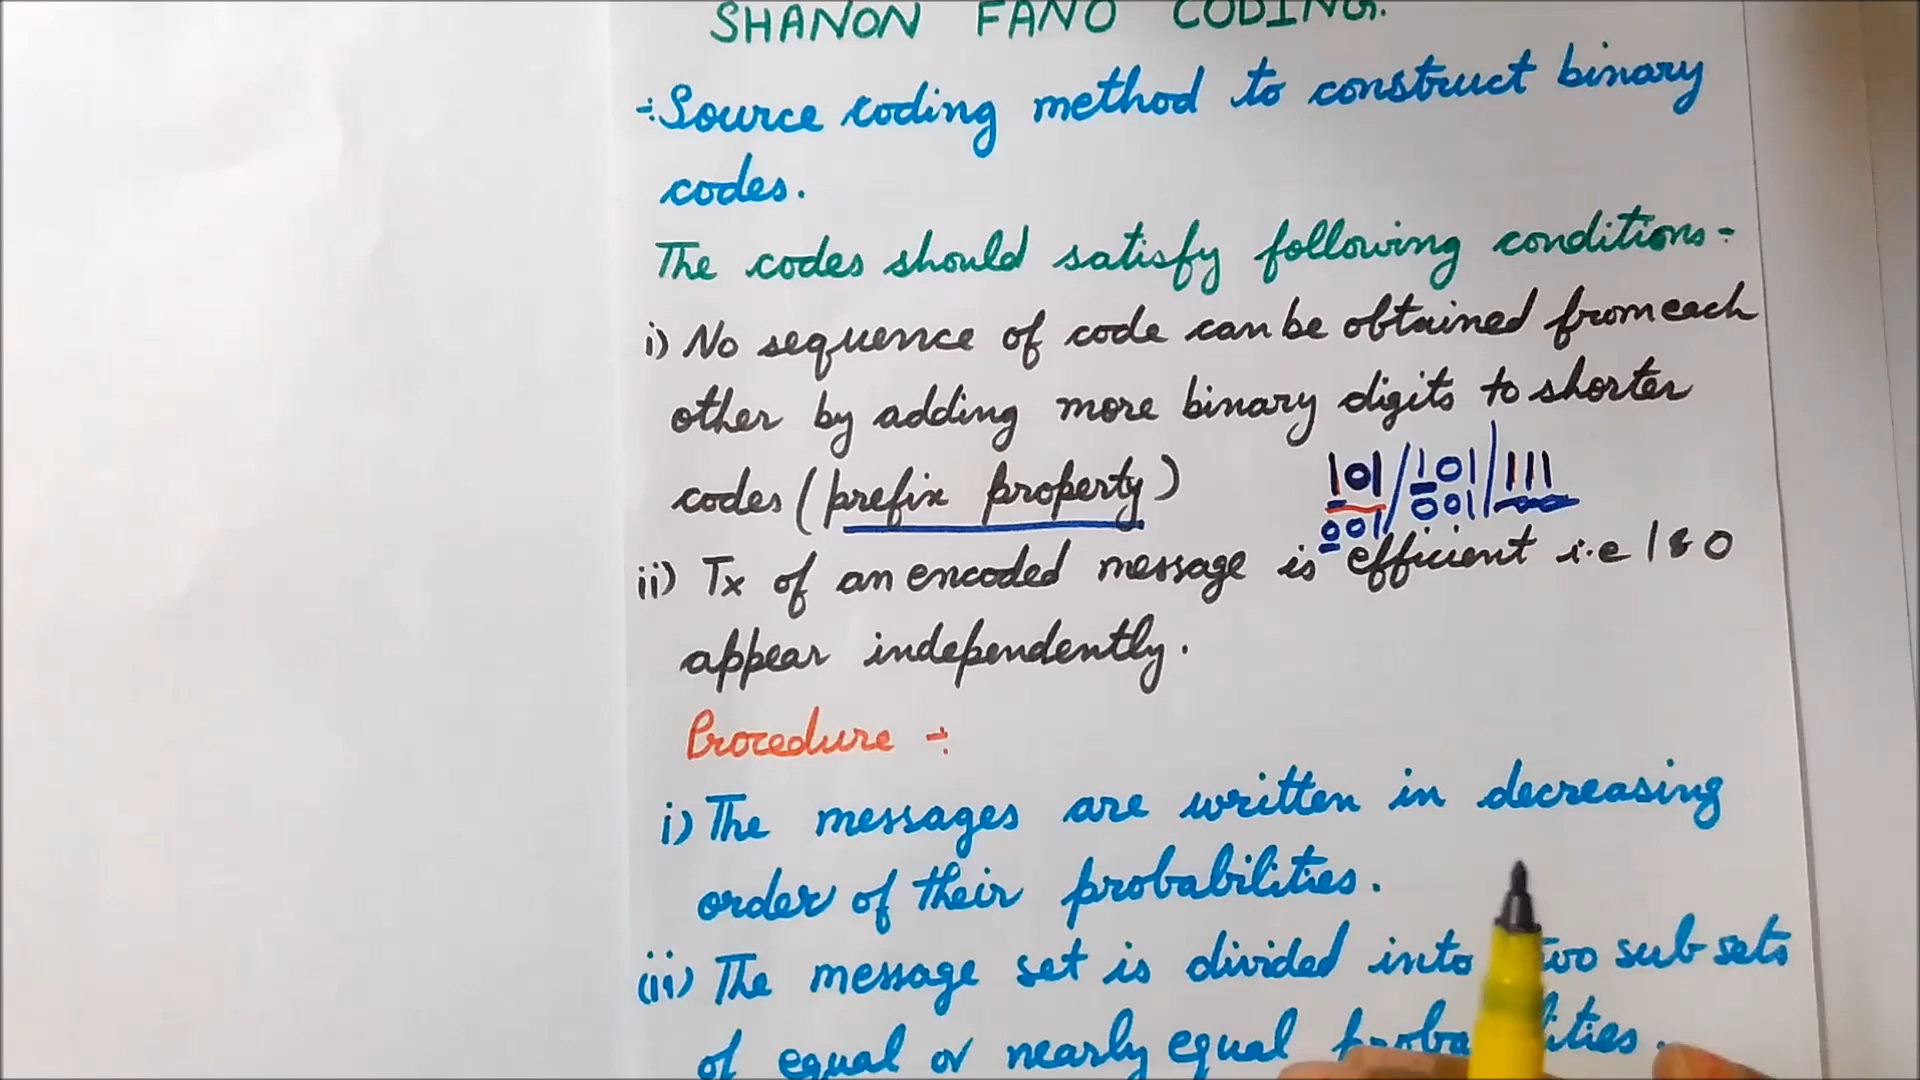 SHANON FANO CODING.
÷ Source coding method to construct binary
codes.
The codes should satisfy following conditions÷
i) No sequence of code can be obtained from each
other by adding more binary digits to shorter
codes (prefix property)
101/101/111
001/001
ii) Tx of an encoded message is efficient i.e 1 & 0
appear independently.
Procedure ÷
i) The messages are written in decreasing
order of their probabilities.
(ii) The message set is divided into two sub sets
of equal or nearly equal probabilities.